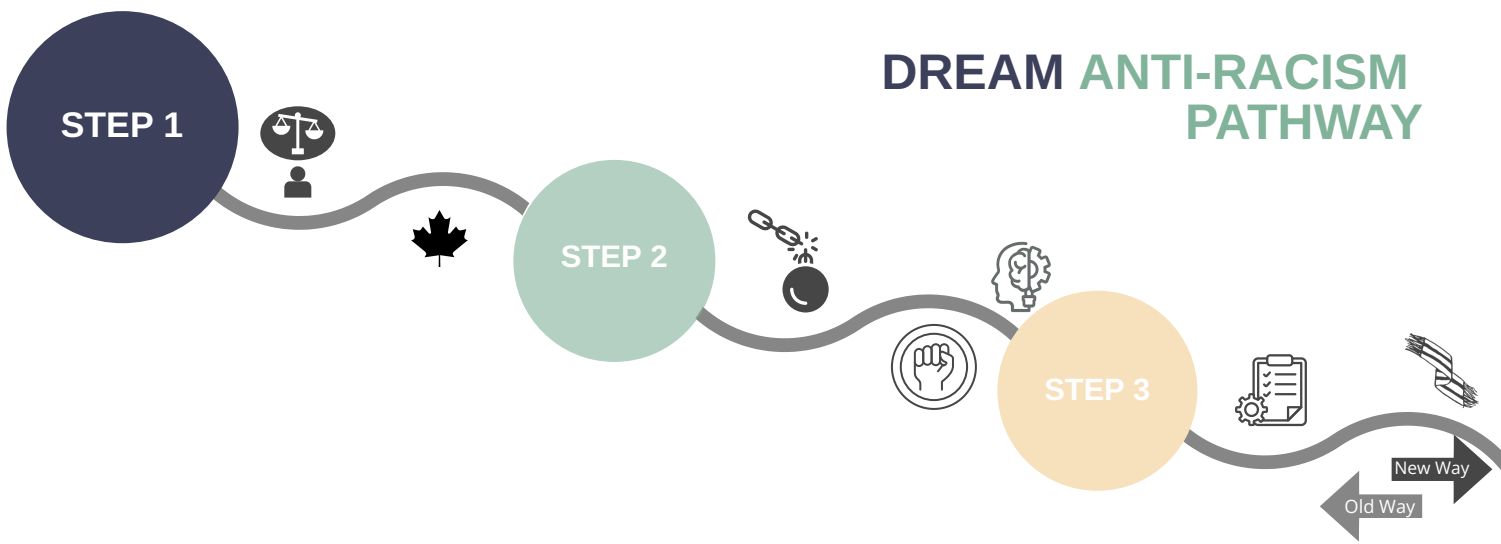 DREAM ANTI-RACISM
PATHWAY
STEP 1
STEP 2
STEP 3
New Way
Old Way